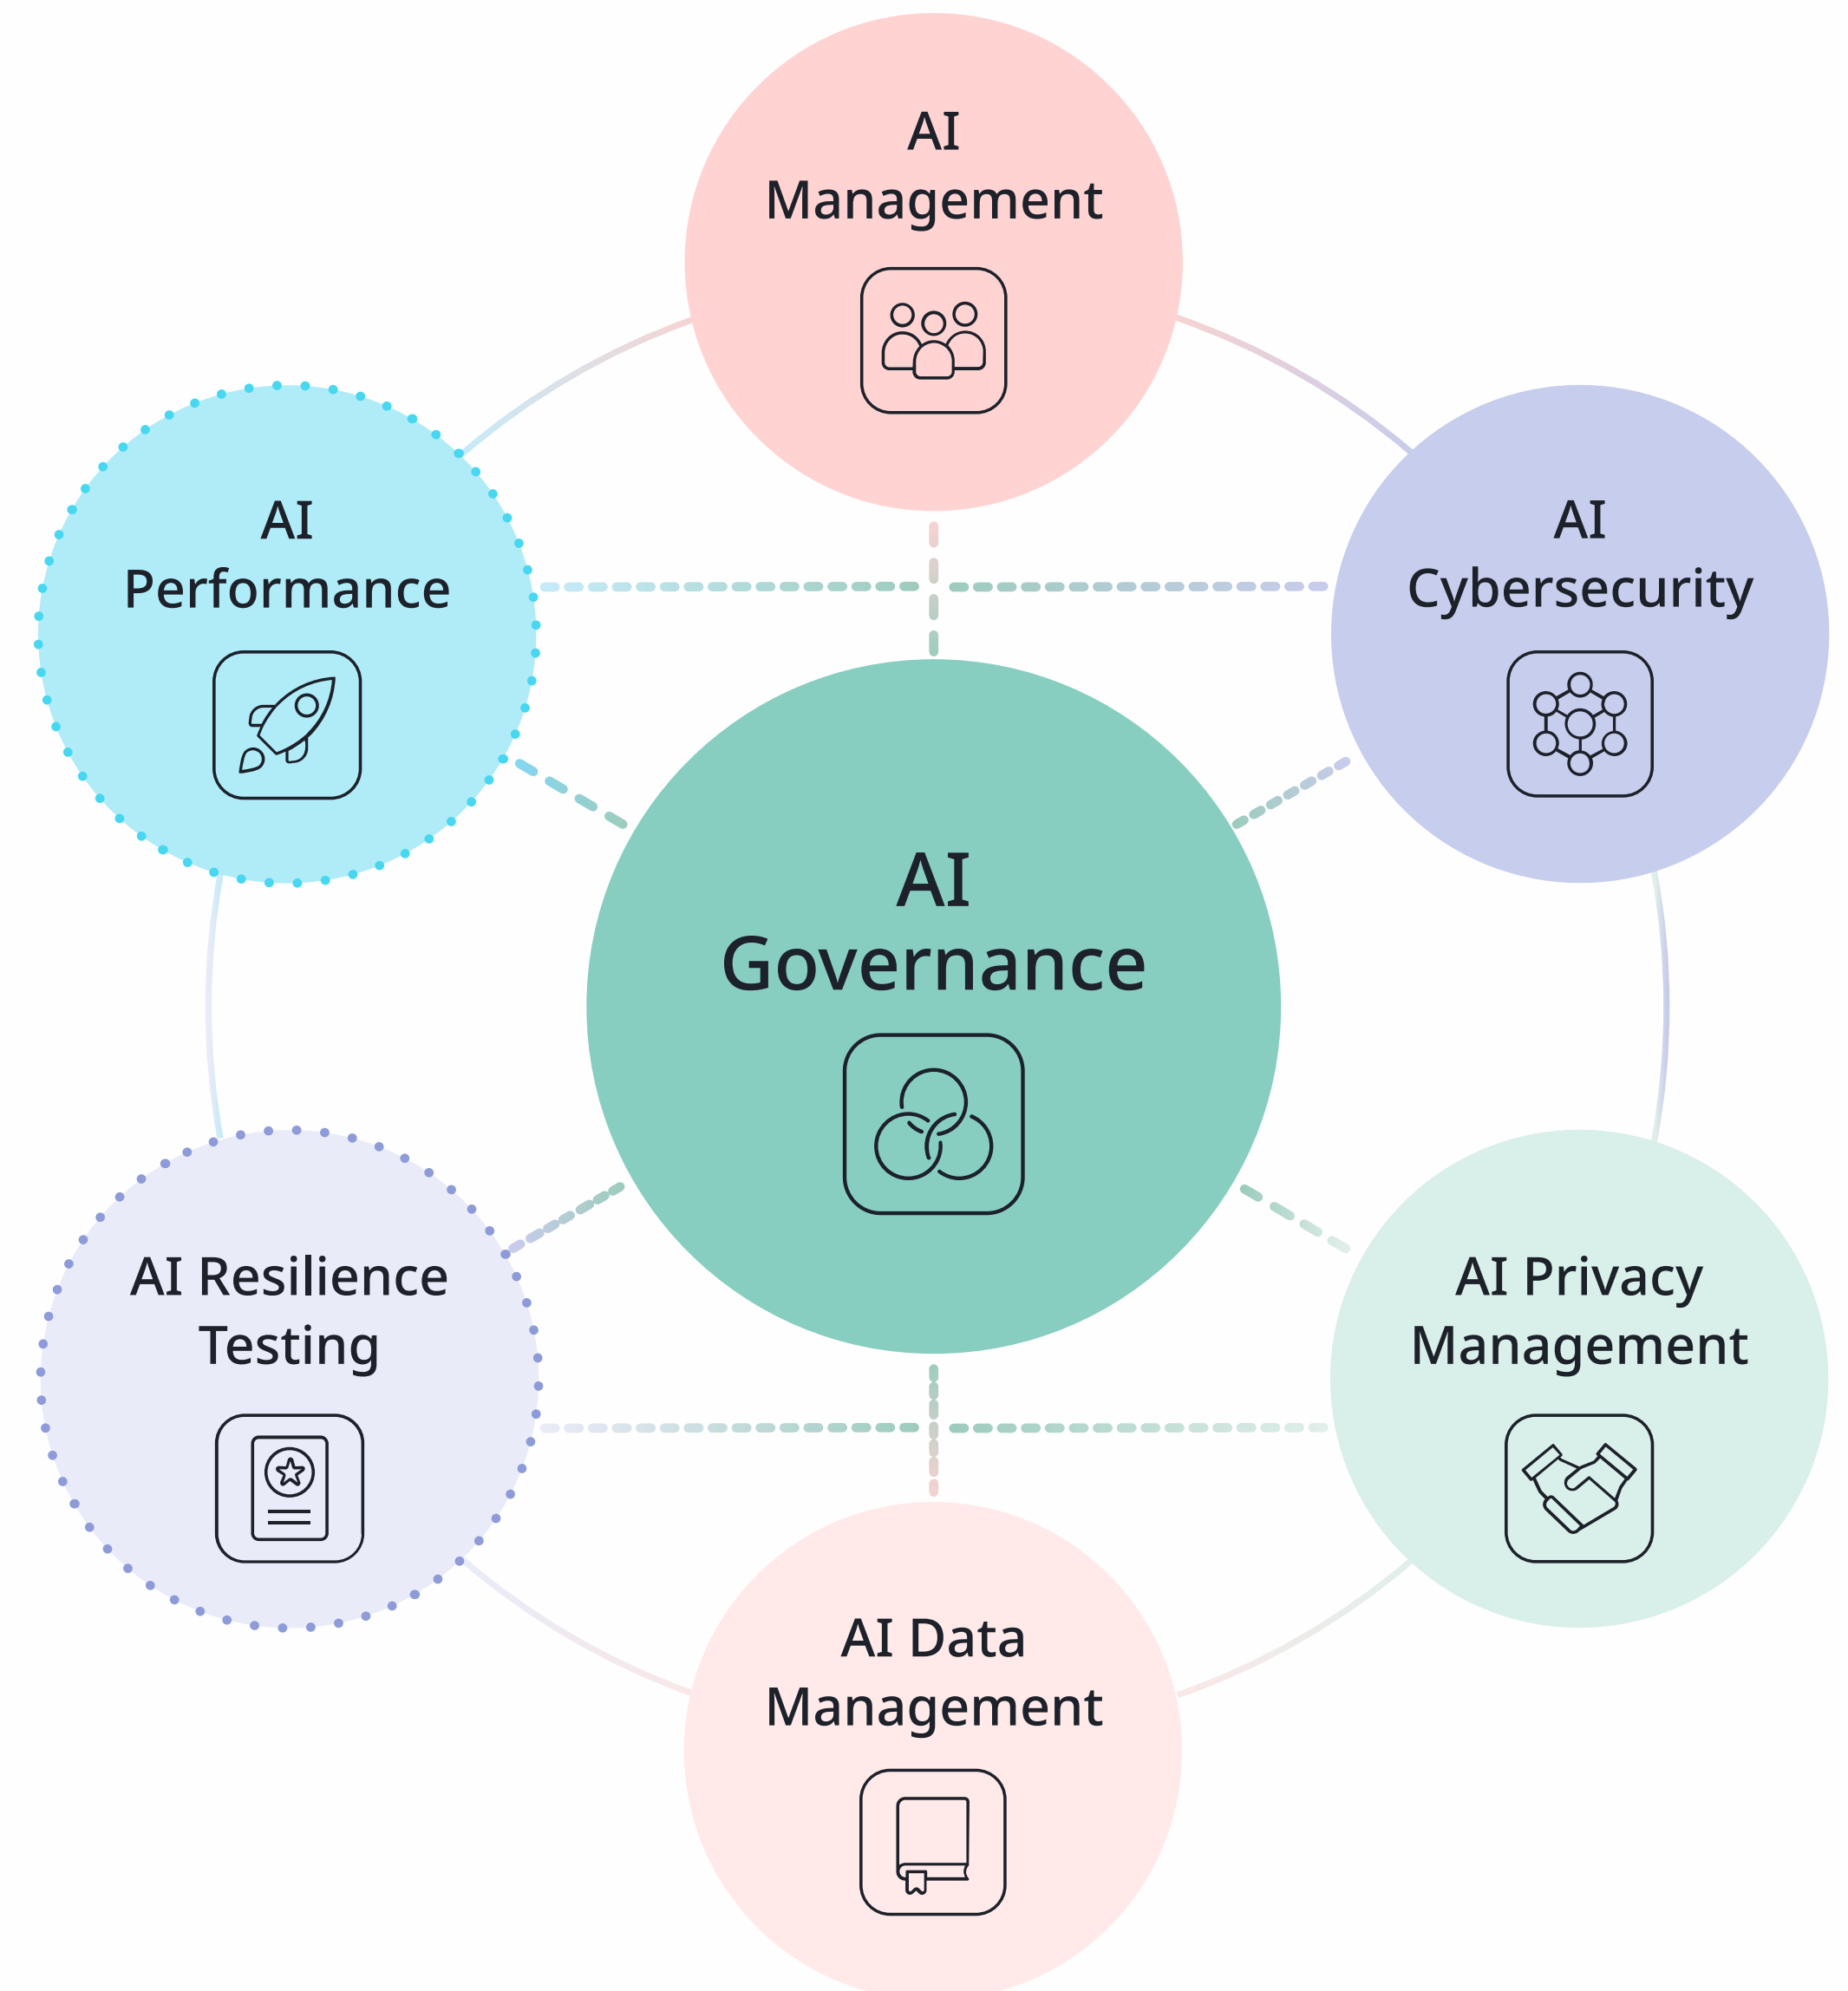 AI
Management
AI
Performance
AI
Cybersecurity
AI
Governance
AI Resilience
Testing
AI Privacy
Management
AI Data
Management